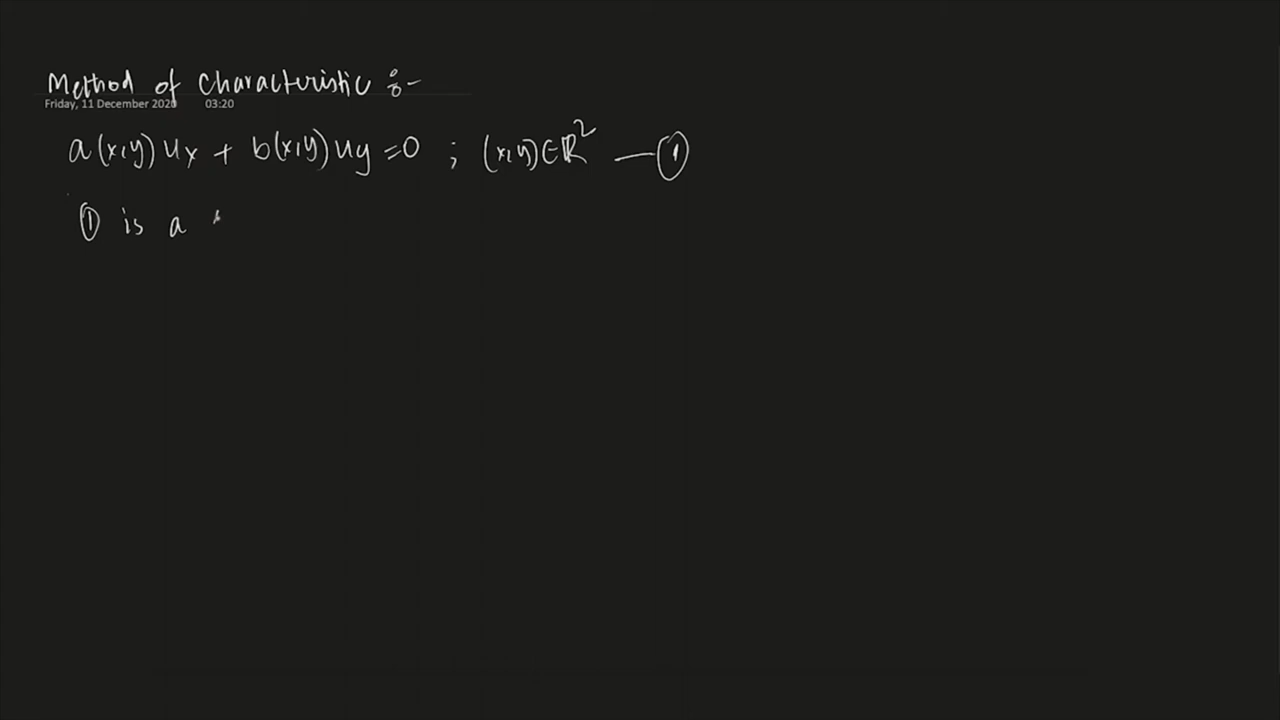 Method of Characteristic :-
Friday, 11 December 2020 03:20
a(x,y) ux + b(x,y) uy = 0 ; (x,y) ∈ ℝ² — ①
① is a